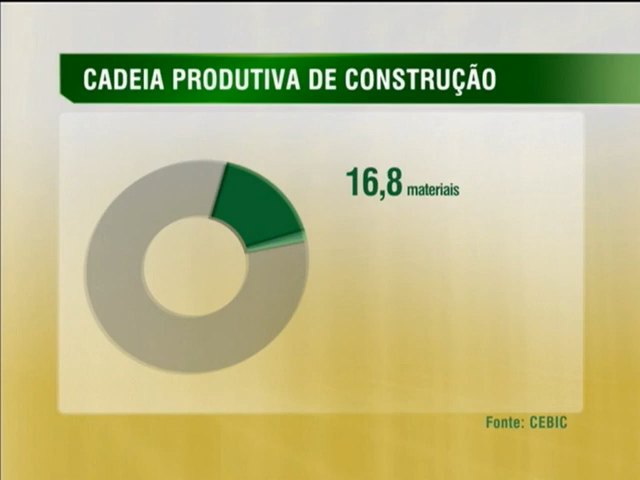 CADEIA PRODUTIVA DE CONSTRUÇÃO
16,8 materiais
Fonte: CEBIC